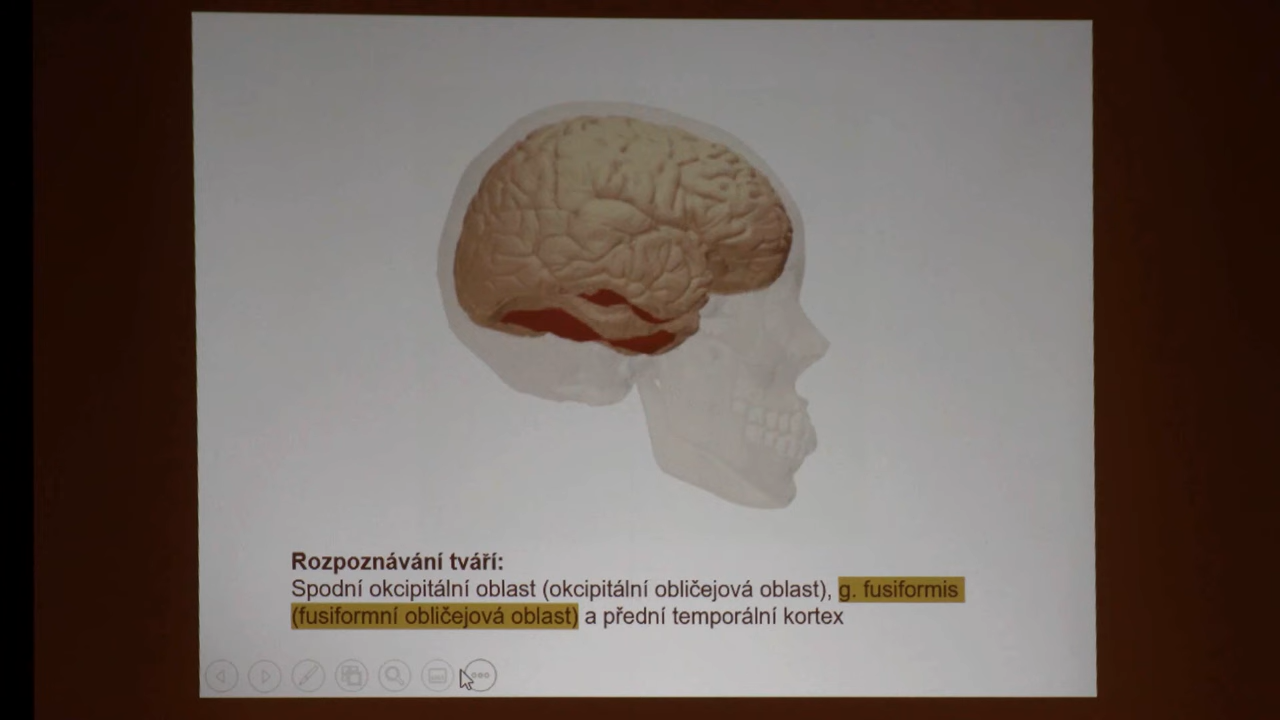 Rozpoznávání tváří:
Spodní okcipitální oblast (okcipitální obličejová oblast), g. fusiformis
(fusiformní obličejová oblast) a přední temporální kortex